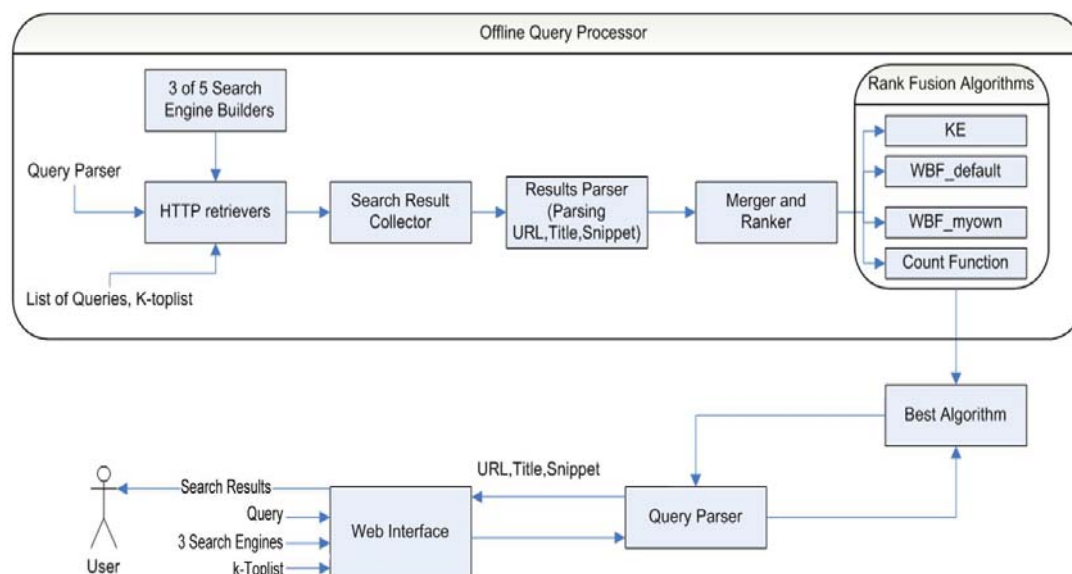 Offline Query Processor
3 of 5 Search
Engine Builders
Rank Fusion Algorithms
KE
Query Parser
WBF_default
HTTP retrievers
Search Result
Collector
Results Parser
(Parsing
URL,Title,Snippet)
Merger and
Ranker
WBF_myown
Count Function
List of Queries, K-toplist
Best Algorithm
URL,Title,Snippet
Search Results
Query
Web Interface
Query Parser
3 Search Engines
User
k-Toplist